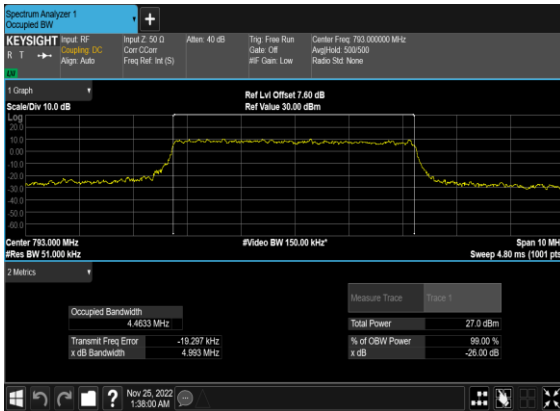 Spectrum Analyzer 1
Occupied BW
KEYSIGHT
R T
LW
Input: RF
Coupling: DC
Align: Auto
Input Z: 50 Ω
Corr CCorr
Freq Ref: Int (S)
Atten: 40 dB
Trig: Free Run
Gate: Off
#IF Gain: Low
Center Freq: 793.000000 MHz
Avg|Hold: 500/500
Radio Std: None
1 Graph
Scale/Div 10.0 dB
Ref Lvl Offset 7.60 dB
Ref Value 30.00 dBm
Log
20.0
10.0
0.00
-10.0
-20.0
-30.0
-40.0
-50.0
-60.0
Center 793.000 MHz
#Res BW 51.000 kHz
#Video BW 150.00 kHz*
Span 10 MH
Sweep 4.80 ms (1001 pts
2 Metrics
Occupied Bandwidth
4.4633 MHz
Transmit Freq Error -19.297 kHz
x dB Bandwidth 4.993 MHz
Measure Trace Trace 1
Total Power 27.0 dBm
% of OBW Power 99.00 %
x dB -26.00 dB
Nov 25, 2022
1:38:00 AM